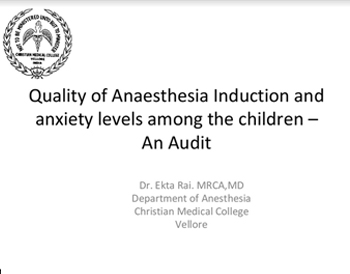 NOT TO BE MINISTERED UNTO BUT TO MINISTER
CHRISTIAN MEDICAL COLLEGE
VELLORE
INDIA
Quality of Anaesthesia Induction and
anxiety levels among the children –
An Audit
Dr. Ekta Rai. MRCA,MD
Department of Anesthesia
Christian Medical College
Vellore